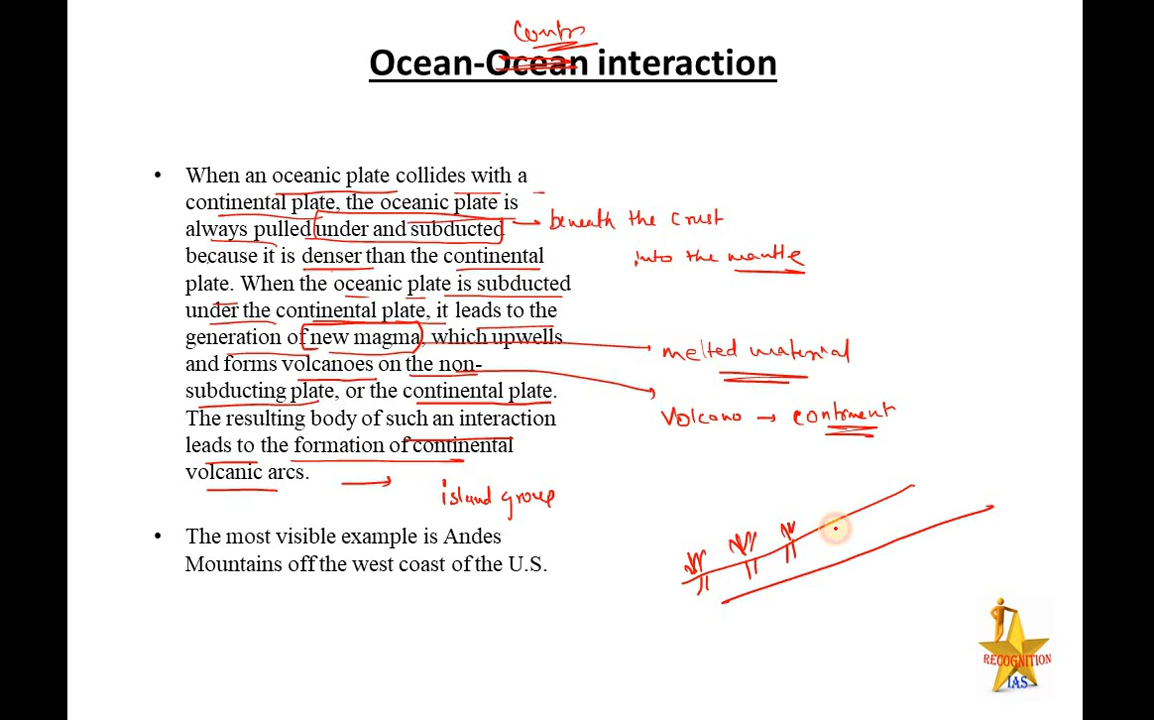 Contn
Ocean-Ocean interaction
• When an oceanic plate collides with a
continental plate, the oceanic plate is
always pulled under and subducted
because it is denser than the continental
plate. When the oceanic plate is subducted
under the continental plate, it leads to the
generation of new magma, which upwells
and forms volcanoes on the non-
subducting plate, or the continental plate.
The resulting body of such an interaction
leads to the formation of continental
volcanic arcs.
• The most visible example is Andes
Mountains off the west coast of the U.S.
beneath the crust
into the mantle
melted material
Volcano → continent
island group
RECOGNITION
IAS